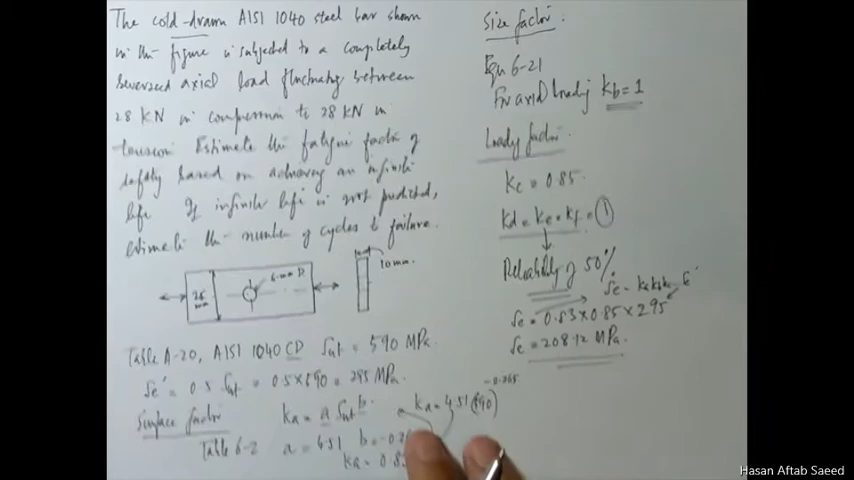 The cold-drawn AISI 1040 steel bar shown
in the figure is subjected to a completely
reversed axial load fluctuating between
28 KN in compression to 28 KN in
tension Estimate the fatigue factor of
safety based on achieving an infinite
life If infinite life is not predicted,
estimate the number of cycles to failure.
25 mm
6 mm D
10 mm.
Table A-20, AISI 1040 CD Sut = 590 MPa.
Se' = 0.5 Sut = 0.5x590 = 295 MPa.
Surface factor
Ka = a Sut^b
Ka = 4.51 (590)^-0.265
Table 6-2 a = 4.51 b = -0.2
Ka = 0.8
Size factor.
Eqn 6-21
For axial loading Kb = 1
Loading factor.
Kc = 0.85.
Kd = Ke = Kf = 1
Reliability of 50%
Se = Ka Kb Kc Se'
Se = 0.83 x 0.85 x 295
Se = 208.12 MPa.
Hasan Aftab Saeed